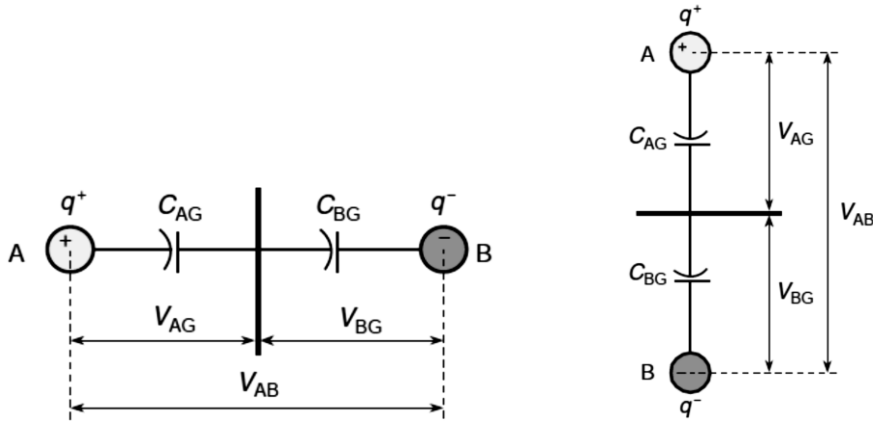 q⁺
C_AG
C_BG
q⁻
A
+
−
B
V_AG
V_BG
V_AB
q⁺
A
+
C_AG
V_AG
V_AB
C_BG
V_BG
B
q⁻